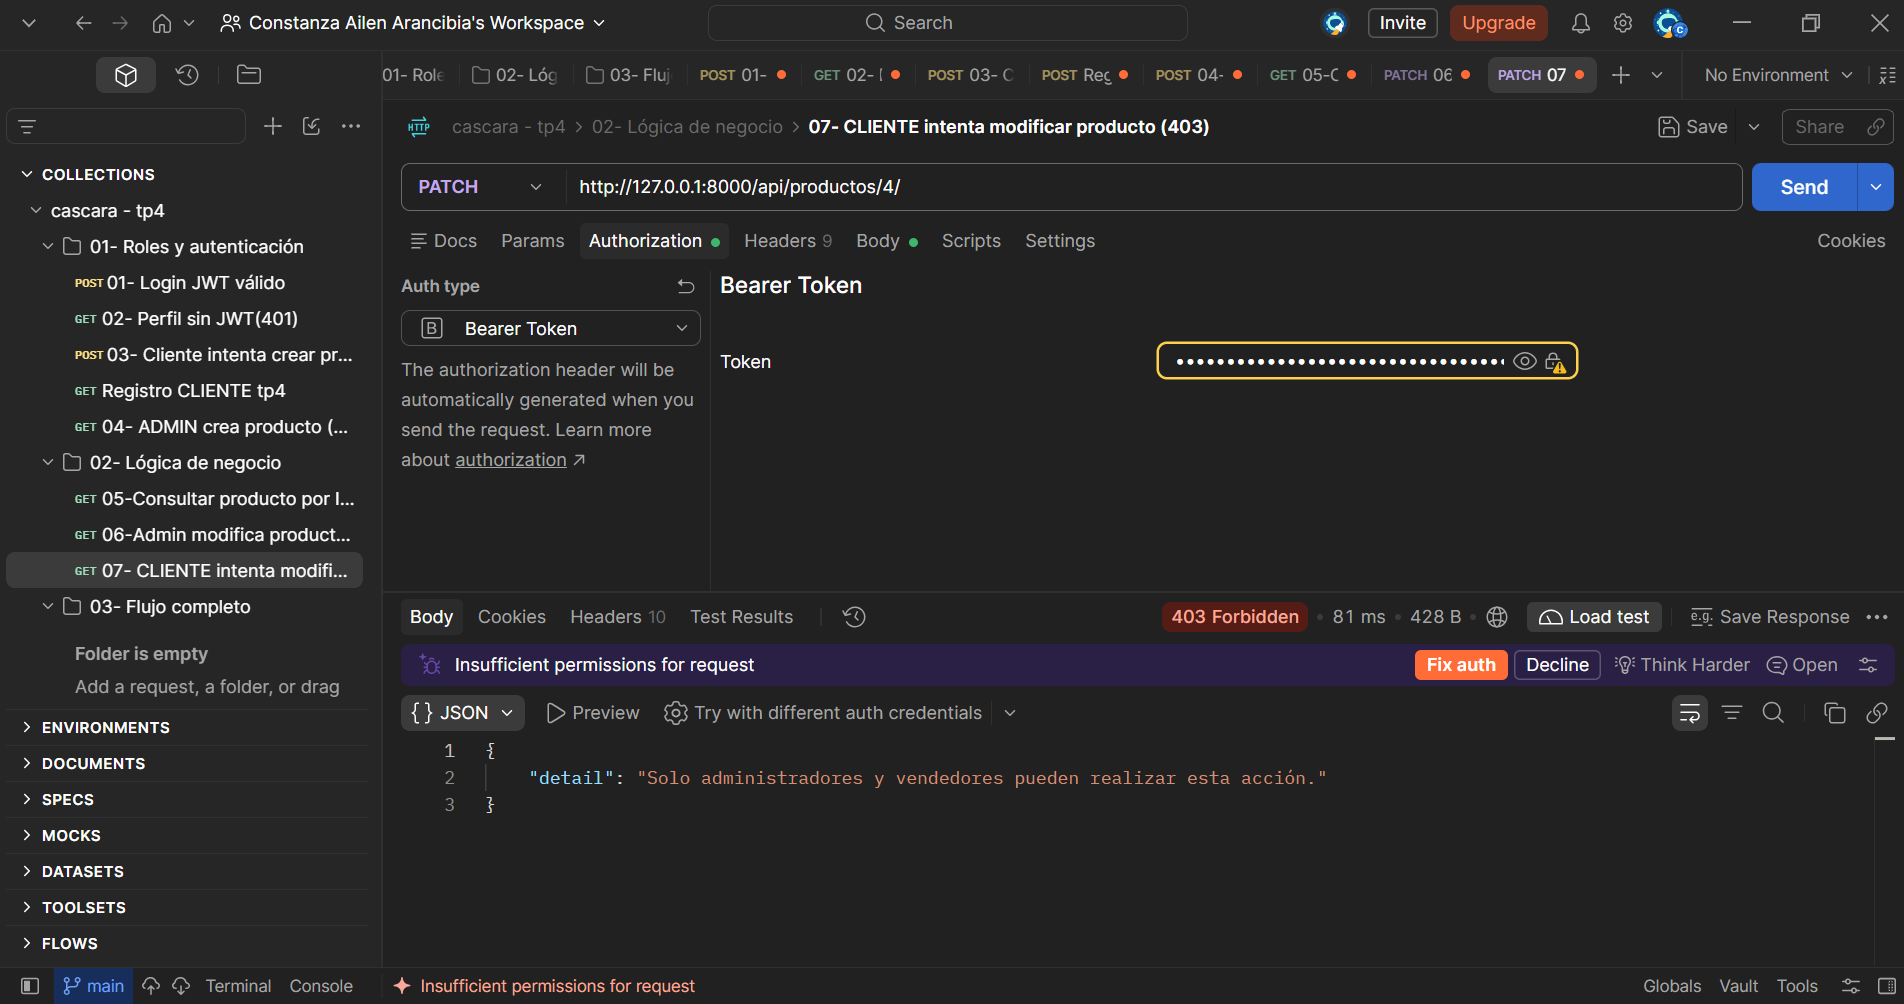 Constanza Ailen Arancibia's Workspace
Search
Invite
Upgrade
01- Role
02- Lóg
03- Fluj
POST 01-
GET 02-
POST 03- C
POST Reg
POST 04-
GET 05-C
PATCH 06
PATCH 07
No Environment
HTTP
cascara - tp4 > 02- Lógica de negocio > 07- CLIENTE intenta modificar producto (403)
Save
Share
COLLECTIONS
cascara - tp4
01- Roles y autenticación
POST 01- Login JWT válido
GET 02- Perfil sin JWT(401)
POST 03- Cliente intenta crear pr...
GET Registro CLIENTE tp4
GET 04- ADMIN crea producto (...
02- Lógica de negocio
GET 05-Consultar producto por I...
GET 06-Admin modifica product...
GET 07- CLIENTE intenta modifi...
03- Flujo completo
Folder is empty
Add a request, a folder, or drag
ENVIRONMENTS
DOCUMENTS
SPECS
MOCKS
DATASETS
TOOLSETS
FLOWS
PATCH
http://127.0.0.1:8000/api/productos/4/
Send
Docs
Params
Authorization
Headers 9
Body
Scripts
Settings
Cookies
Auth type
B Bearer Token
The authorization header will be
automatically generated when you
send the request. Learn more
about authorization
Bearer Token
Token
Body
Cookies
Headers 10
Test Results
403 Forbidden
81 ms
428 B
Load test
e.g. Save Response
Insufficient permissions for request
Fix auth
Decline
Think Harder
Open
{} JSON
Preview
Try with different auth credentials
1 {
2 "detail": "Solo administradores y vendedores pueden realizar esta acción."
3 }
main
Terminal
Console
Insufficient permissions for request
Globals
Vault
Tools